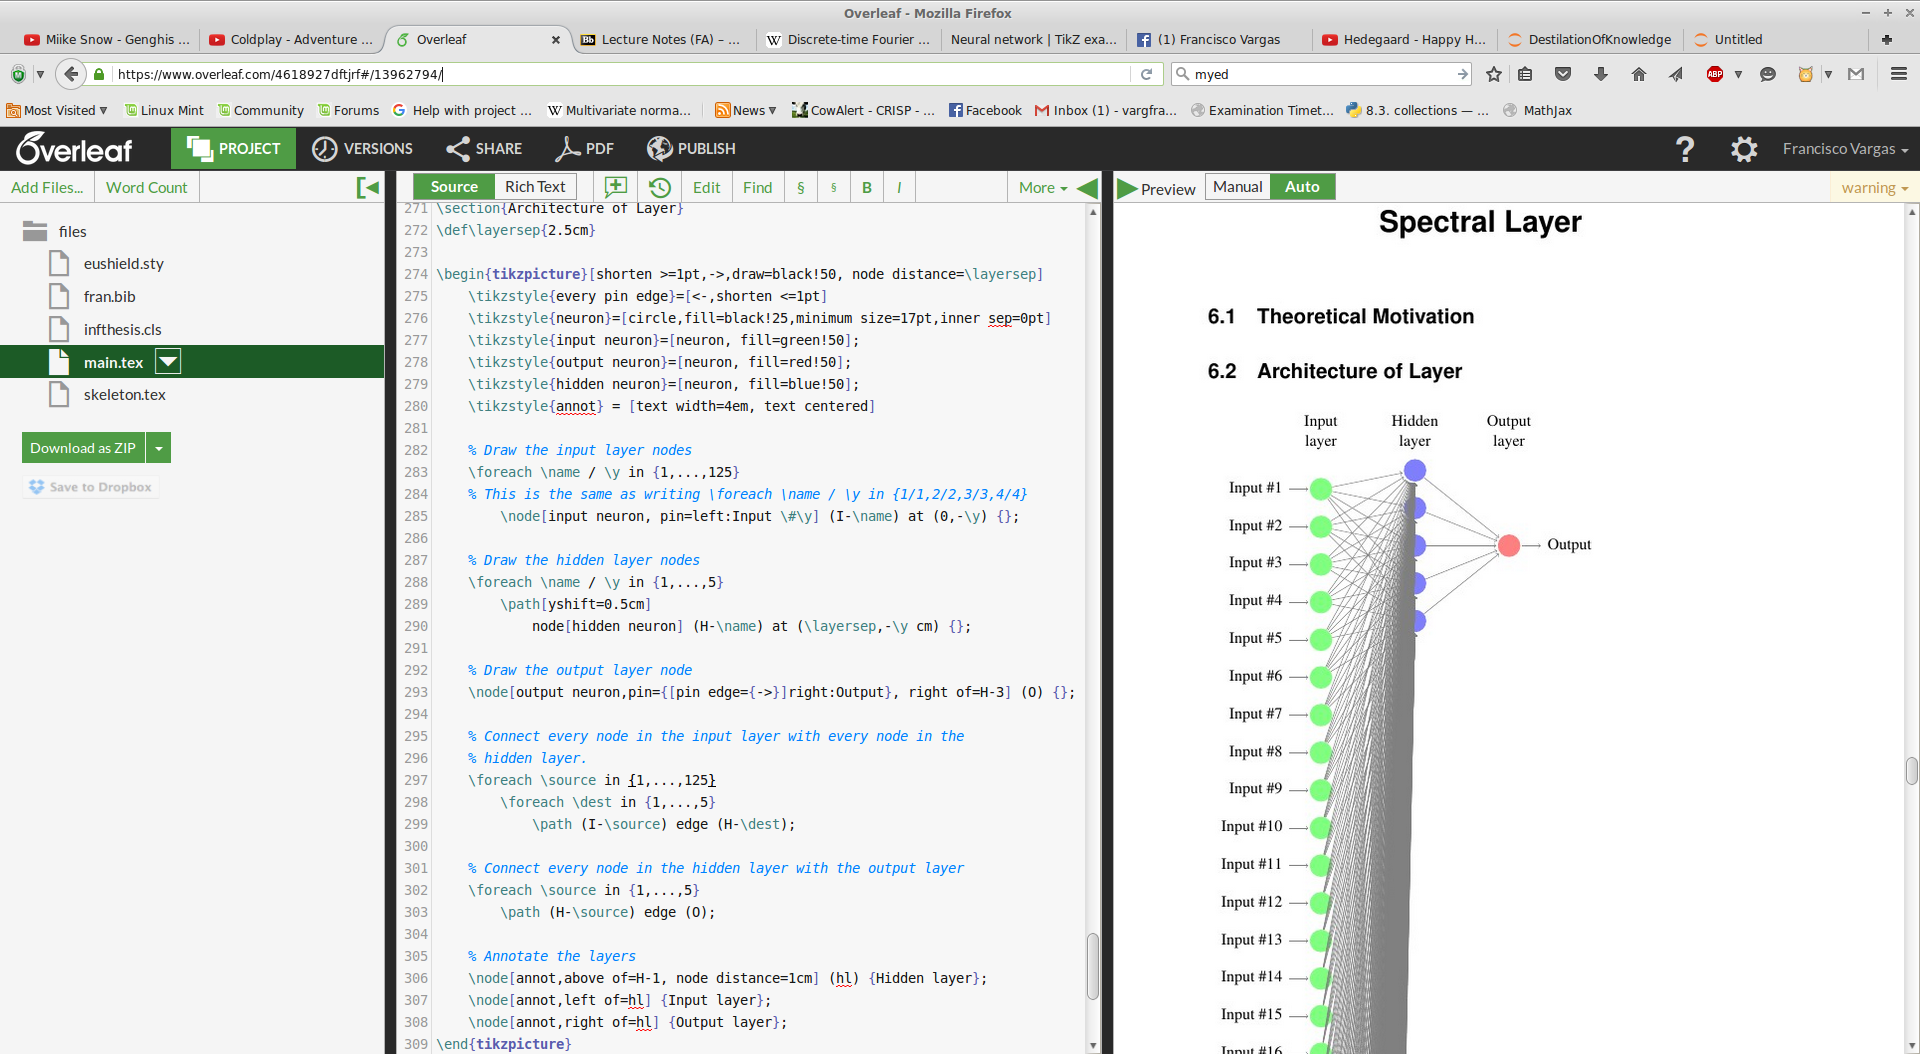 Overleaf - Mozilla Firefox
Miike Snow - Genghis ...
Coldplay - Adventure ...
Overleaf
Lecture Notes (FA) – ...
Discrete-time Fourier ...
Neural network | TikZ exa...
(1) Francisco Vargas
Hedegaard - Happy H...
DestilationOfKnowledge
Untitled
https://www.overleaf.com/4618927dftjrf#/13962794/
myed
ABP
Most Visited
Linux Mint
Community
Forums
Help with project ...
Multivariate norma...
News
CowAlert - CRISP - ...
Facebook
Inbox (1) - vargfra...
Examination Timet...
8.3. collections — ...
MathJax
Overleaf
PROJECT
VERSIONS
SHARE
PDF
PUBLISH
?
Francisco Vargas
Add Files...
Word Count
Source
Rich Text
Edit
Find
§
§
B
I
More
Preview
Manual
Auto
warning
files
eushield.sty
fran.bib
infthesis.cls
main.tex
skeleton.tex
Download as ZIP
Save to Dropbox
271 \section{Architecture of Layer}
272 \def\layersep{2.5cm}
273
274 \begin{tikzpicture}[shorten >=1pt,->,draw=black!50, node distance=\layersep]
275 \tikzstyle{every pin edge}=[<-,shorten <=1pt]
276 \tikzstyle{neuron}=[circle,fill=black!25,minimum size=17pt,inner sep=0pt]
277 \tikzstyle{input neuron}=[neuron, fill=green!50];
278 \tikzstyle{output neuron}=[neuron, fill=red!50];
279 \tikzstyle{hidden neuron}=[neuron, fill=blue!50];
280 \tikzstyle{annot} = [text width=4em, text centered]
281
282 % Draw the input layer nodes
283 \foreach \name / \y in {1,...,125}
284 % This is the same as writing \foreach \name / \y in {1/1,2/2,3/3,4/4}
285 \node[input neuron, pin=left:Input \#\y] (I-\name) at (0,-\y) {};
286
287 % Draw the hidden layer nodes
288 \foreach \name / \y in {1,...,5}
289 \path[yshift=0.5cm]
290 node[hidden neuron] (H-\name) at (\layersep,-\y cm) {};
291
292 % Draw the output layer node
293 \node[output neuron,pin={[pin edge={->}]right:Output}, right of=H-3] (O) {};
294
295 % Connect every node in the input layer with every node in the
296 % hidden layer.
297 \foreach \source in {1,...,125}
298 \foreach \dest in {1,...,5}
299 \path (I-\source) edge (H-\dest);
300
301 % Connect every node in the hidden layer with the output layer
302 \foreach \source in {1,...,5}
303 \path (H-\source) edge (O);
304
305 % Annotate the layers
306 \node[annot,above of=H-1, node distance=1cm] (hl) {Hidden layer};
307 \node[annot,left of=hl] {Input layer};
308 \node[annot,right of=hl] {Output layer};
309 \end{tikzpicture}
Spectral Layer
6.1 Theoretical Motivation
6.2 Architecture of Layer
Input layer
Hidden layer
Output layer
Input #1
Input #2
Input #3
Input #4
Input #5
Input #6
Input #7
Input #8
Input #9
Input #10
Input #11
Input #12
Input #13
Input #14
Input #15
Input #16
Output